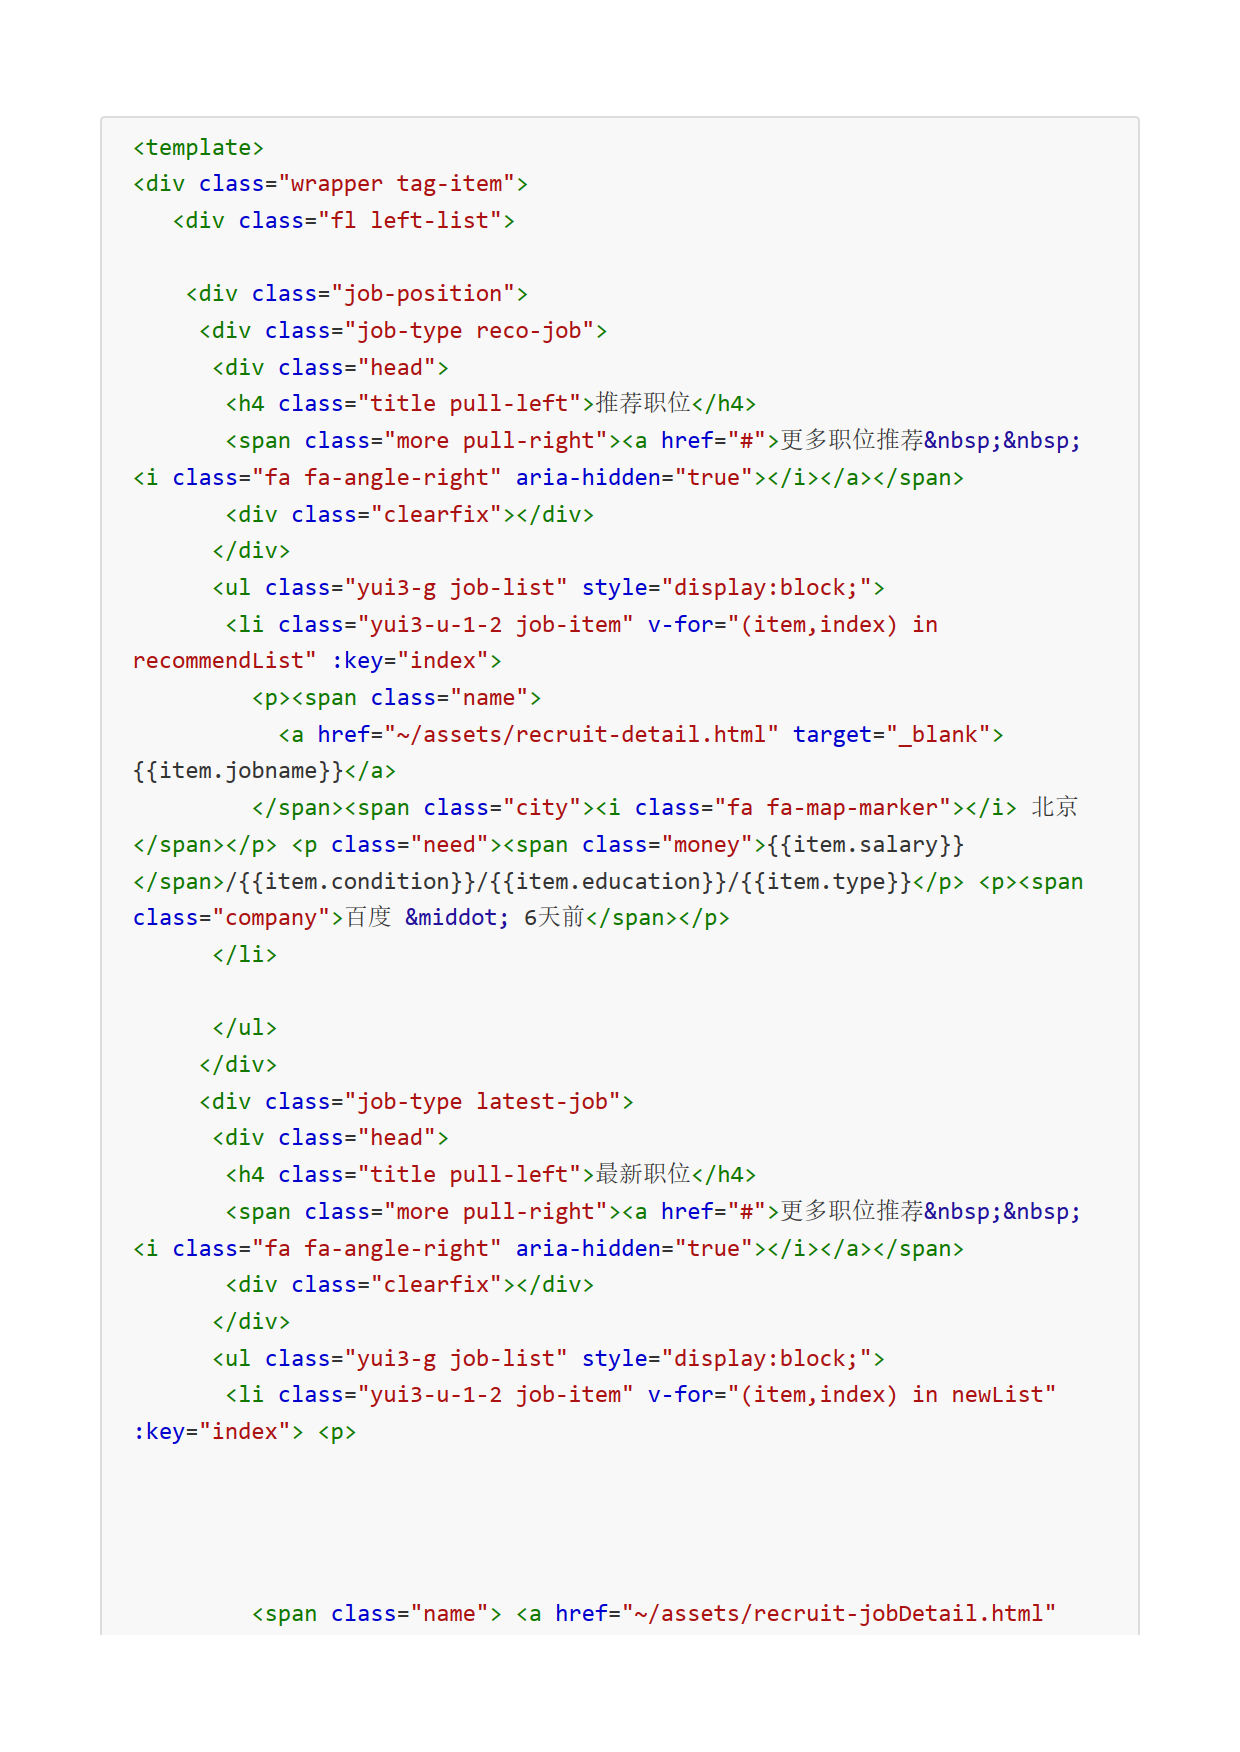 <template>
<div class="wrapper tag-item">
   <div class="fl left-list">

    <div class="job-position">
     <div class="job-type reco-job">
      <div class="head">
       <h4 class="title pull-left">推荐职位</h4>
       <span class="more pull-right"><a href="#">更多职位推荐&nbsp;&nbsp;
<i class="fa fa-angle-right" aria-hidden="true"></i></a></span>
       <div class="clearfix"></div>
      </div>
      <ul class="yui3-g job-list" style="display:block;">
       <li class="yui3-u-1-2 job-item" v-for="(item,index) in
recommendList" :key="index">
         <p><span class="name">
           <a href="~/assets/recruit-detail.html" target="_blank">
{{item.jobname}}</a>
         </span><span class="city"><i class="fa fa-map-marker"></i> 北京
</span></p> <p class="need"><span class="money">{{item.salary}}
</span>/{{item.condition}}/{{item.education}}/{{item.type}}</p> <p><span
class="company">百度 &middot; 6天前</span></p>
      </li>

      </ul>
     </div>
     <div class="job-type latest-job">
      <div class="head">
       <h4 class="title pull-left">最新职位</h4>
       <span class="more pull-right"><a href="#">更多职位推荐&nbsp;&nbsp;
<i class="fa fa-angle-right" aria-hidden="true"></i></a></span>
       <div class="clearfix"></div>
      </div>
      <ul class="yui3-g job-list" style="display:block;">
       <li class="yui3-u-1-2 job-item" v-for="(item,index) in newList"
:key="index"> <p>
         <span class="name"> <a href="~/assets/recruit-jobDetail.html"